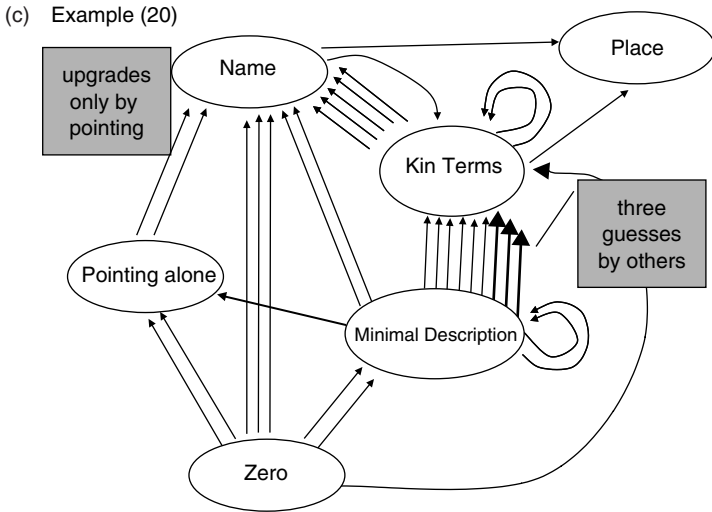 (c) Example (20)
Name
Place
upgrades
only by
pointing
Kin Terms
three
guesses
by others
Pointing alone
Minimal Description
Zero